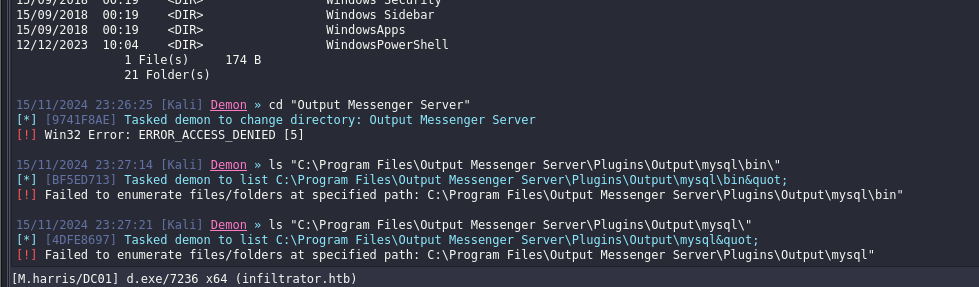 15/09/2018  00:19    <DIR>                 Windows Security
15/09/2018  00:19    <DIR>                 Windows Sidebar
15/09/2018  00:19    <DIR>                 WindowsApps
12/12/2023  10:04    <DIR>                 WindowsPowerShell
               1 File(s)     174 B
               21 Folder(s)
15/11/2024 23:26:25 [Kali] Demon » cd "Output Messenger Server"
[*] [9741F8AE] Tasked demon to change directory: Output Messenger Server
[!] Win32 Error: ERROR_ACCESS_DENIED [5]
15/11/2024 23:27:14 [Kali] Demon » ls "C:\Program Files\Output Messenger Server\Plugins\Output\mysql\bin\"
[*] [BF5ED713] Tasked demon to list C:\Program Files\Output Messenger Server\Plugins\Output\mysql\bin&quot;
[!] Failed to enumerate files/folders at specified path: C:\Program Files\Output Messenger Server\Plugins\Output\mysql\bin"
15/11/2024 23:27:21 [Kali] Demon » ls "C:\Program Files\Output Messenger Server\Plugins\Output\mysql\"
[*] [4DFE8697] Tasked demon to list C:\Program Files\Output Messenger Server\Plugins\Output\mysql&quot;
[!] Failed to enumerate files/folders at specified path: C:\Program Files\Output Messenger Server\Plugins\Output\mysql"
[M.harris/DC01] d.exe/7236 x64 (infiltrator.htb)